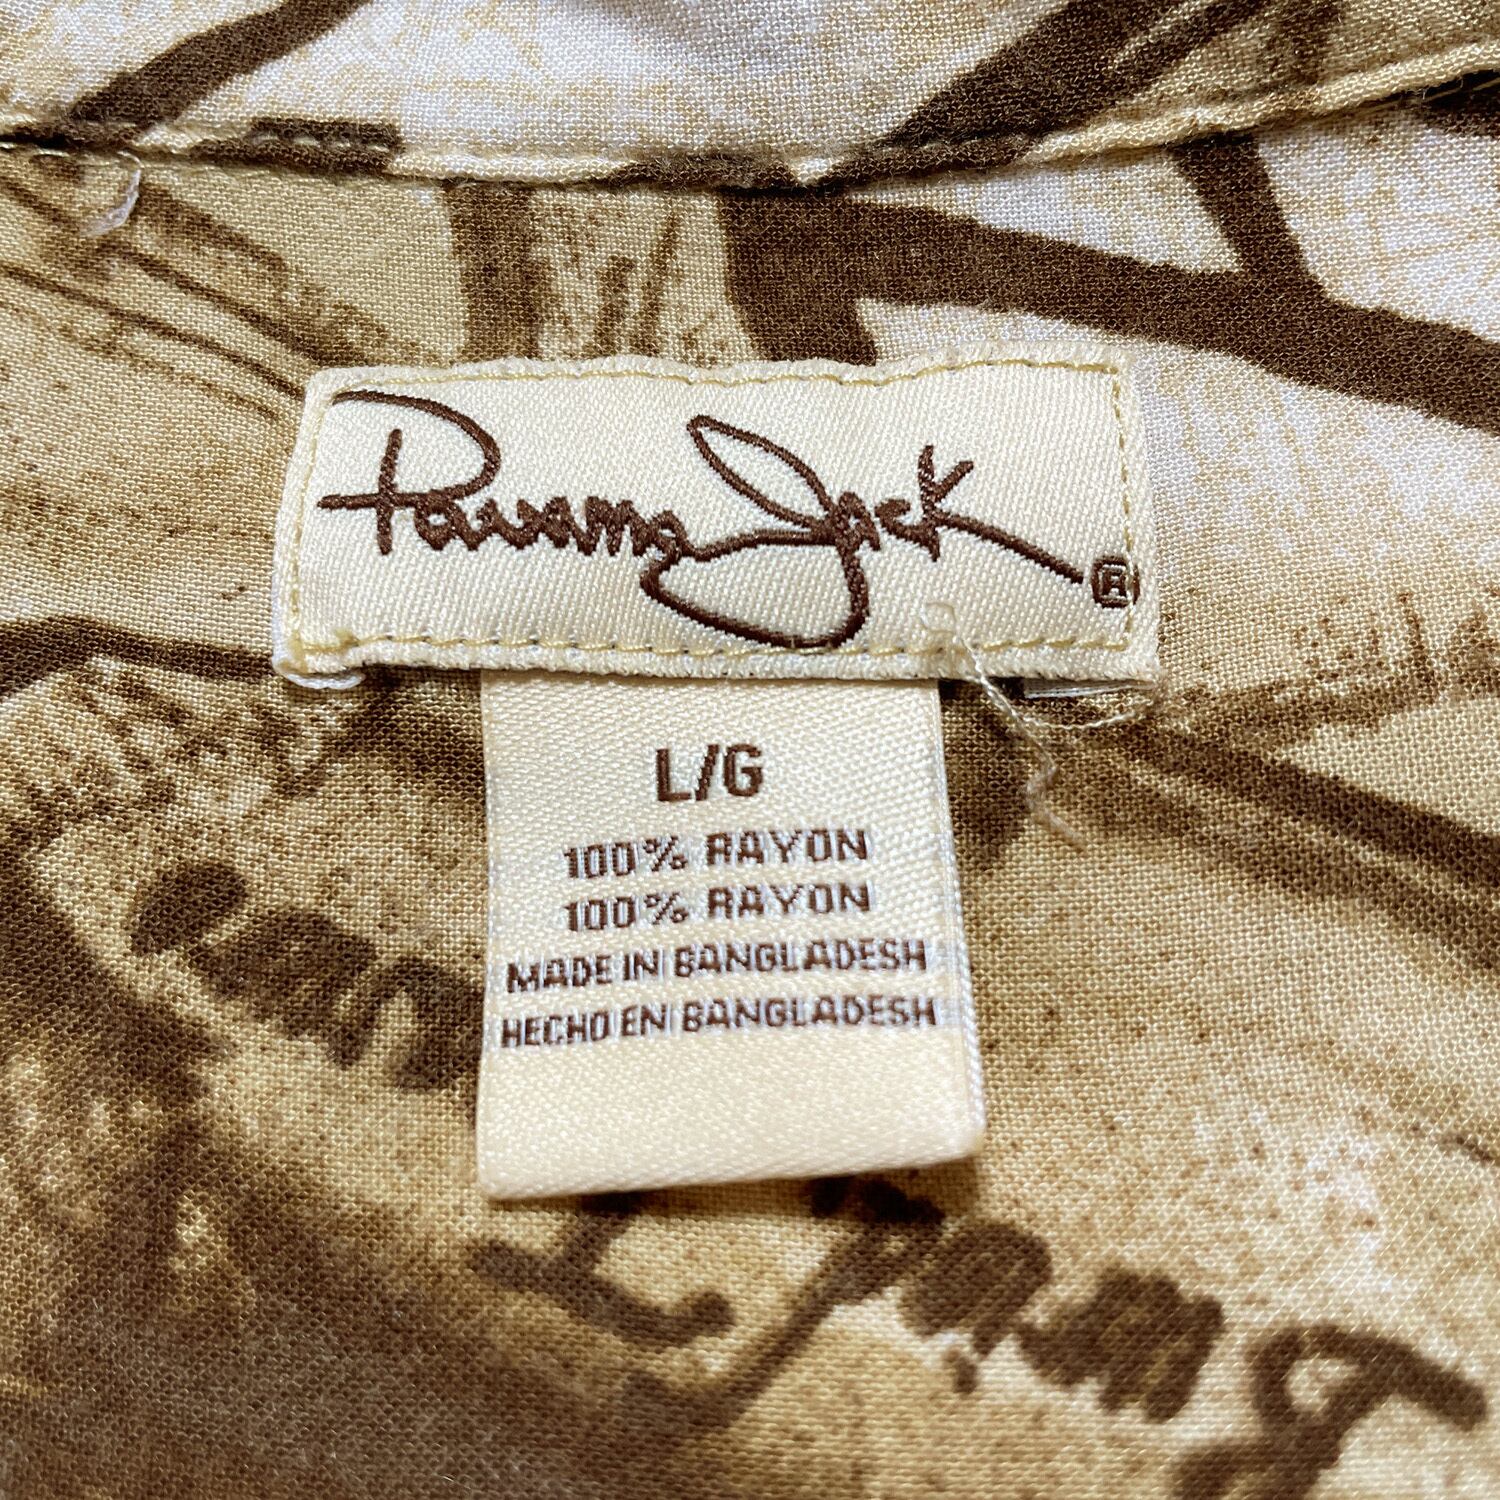 Panama Jack ®
L/G
100% RAYON
100% RAYON
MADE IN BANGLADESH
HECHO EN BANGLADESH